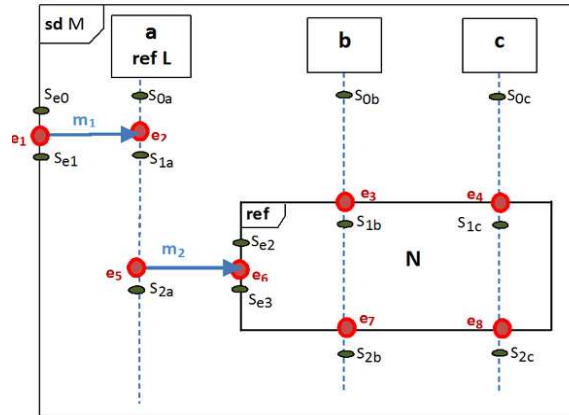 sd M
a
ref L
b
c
Se0
S0a
S0b
S0c
m1
e1
e2
Se1
S1a
e3
e4
ref
S1b
S1c
Se2
N
m2
e5
e6
S2a
Se3
e7
e8
S2b
S2c